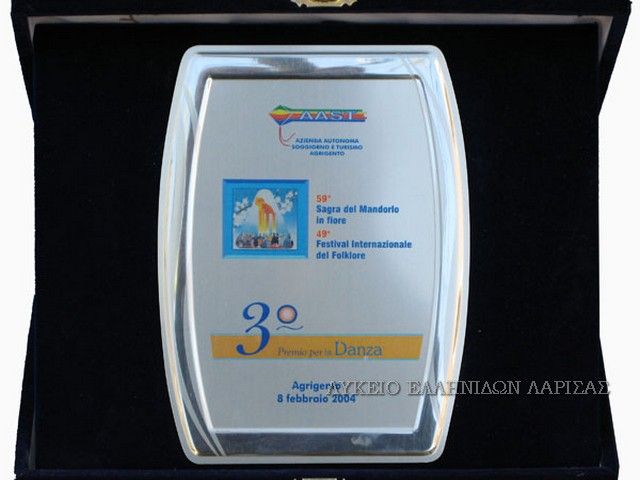 AAST
AZIENDA AUTONOMA
SOGGIORNO E TURISMO
AGRIGENTO
59°
Sagra del Mandorlo
in fiore
49°
Festival Internazionale
del Folklore
3°
Premio per la Danza
Agrigento
8 febbroio 2004
ΛΥΚΕΙΟ ΕΛΛΗΝΙΔΩΝ ΛΑΡΙΣΑΣ